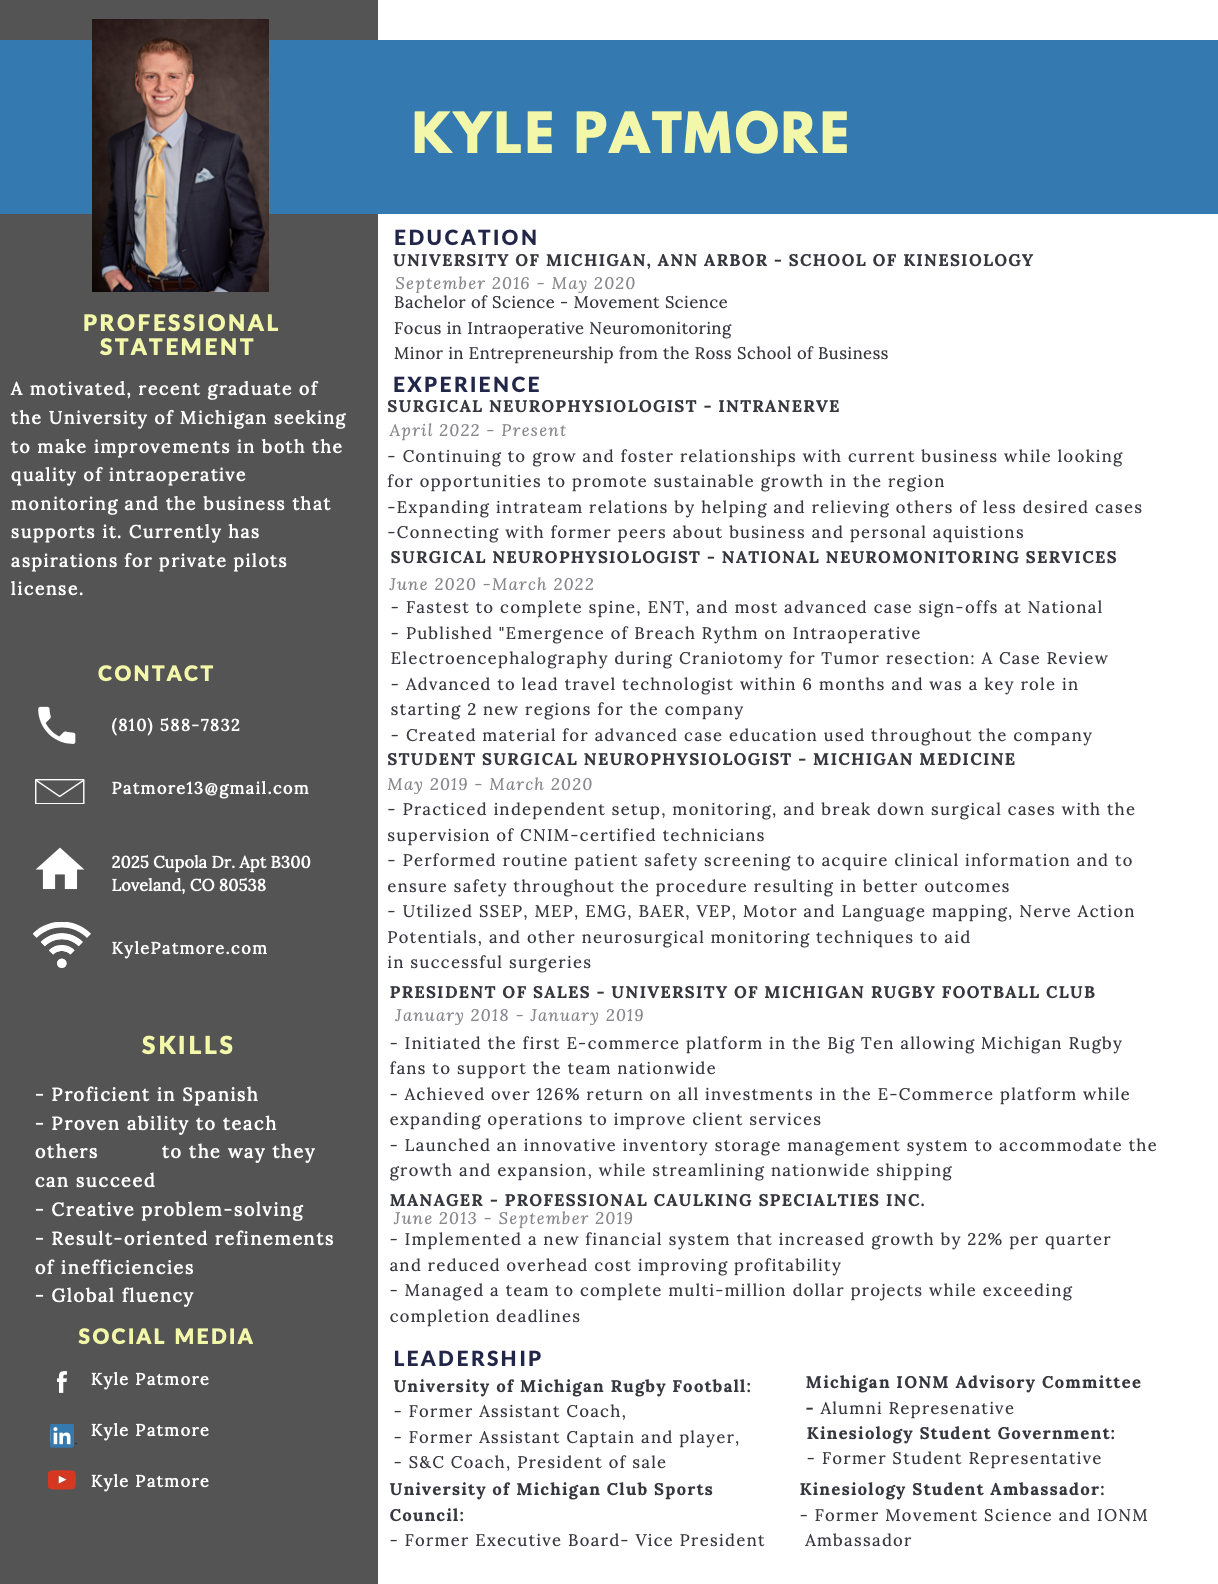 KYLE PATMORE
PROFESSIONAL
STATEMENT
A motivated, recent graduate of
the University of Michigan seeking
to make improvements in both the
quality of intraoperative
monitoring and the business that
supports it. Currently has
aspirations for private pilots
license.
CONTACT
(810) 588-7832
Patmore13@gmail.com
2025 Cupola Dr. Apt B300
Loveland, CO 80538
KylePatmore.com
SKILLS
- Proficient in Spanish
- Proven ability to teach
others to the way they
can succeed
- Creative problem-solving
- Result-oriented refinements
of inefficiencies
- Global fluency
SOCIAL MEDIA
f Kyle Patmore
in Kyle Patmore
Kyle Patmore
EDUCATION
UNIVERSITY OF MICHIGAN, ANN ARBOR - SCHOOL OF KINESIOLOGY
September 2016 - May 2020
Bachelor of Science - Movement Science
Focus in Intraoperative Neuromonitoring
Minor in Entrepreneurship from the Ross School of Business
EXPERIENCE
SURGICAL NEUROPHYSIOLOGIST - INTRANERVE
April 2022 - Present
- Continuing to grow and foster relationships with current business while looking
for opportunities to promote sustainable growth in the region
-Expanding intrateam relations by helping and relieving others of less desired cases
-Connecting with former peers about business and personal aquistions
SURGICAL NEUROPHYSIOLOGIST - NATIONAL NEUROMONITORING SERVICES
June 2020 -March 2022
- Fastest to complete spine, ENT, and most advanced case sign-offs at National
- Published "Emergence of Breach Rythm on Intraoperative
Electroencephalography during Craniotomy for Tumor resection: A Case Review
- Advanced to lead travel technologist within 6 months and was a key role in
starting 2 new regions for the company
- Created material for advanced case education used throughout the company
STUDENT SURGICAL NEUROPHYSIOLOGIST - MICHIGAN MEDICINE
May 2019 - March 2020
- Practiced independent setup, monitoring, and break down surgical cases with the
supervision of CNIM-certified technicians
- Performed routine patient safety screening to acquire clinical information and to
ensure safety throughout the procedure resulting in better outcomes
- Utilized SSEP, MEP, EMG, BAER, VEP, Motor and Language mapping, Nerve Action
Potentials, and other neurosurgical monitoring techniques to aid
in successful surgeries
PRESIDENT OF SALES - UNIVERSITY OF MICHIGAN RUGBY FOOTBALL CLUB
January 2018 - January 2019
- Initiated the first E-commerce platform in the Big Ten allowing Michigan Rugby
fans to support the team nationwide
- Achieved over 126% return on all investments in the E-Commerce platform while
expanding operations to improve client services
- Launched an innovative inventory storage management system to accommodate the
growth and expansion, while streamlining nationwide shipping
MANAGER - PROFESSIONAL CAULKING SPECIALTIES INC.
June 2013 - September 2019
- Implemented a new financial system that increased growth by 22% per quarter
and reduced overhead cost improving profitability
- Managed a team to complete multi-million dollar projects while exceeding
completion deadlines
LEADERSHIP
University of Michigan Rugby Football:
- Former Assistant Coach,
- Former Assistant Captain and player,
- S&C Coach, President of sale
University of Michigan Club Sports
Council:
- Former Executive Board- Vice President
Michigan IONM Advisory Committee
- Alumni Represenative
Kinesiology Student Government:
- Former Student Representative
Kinesiology Student Ambassador:
- Former Movement Science and IONM
Ambassador